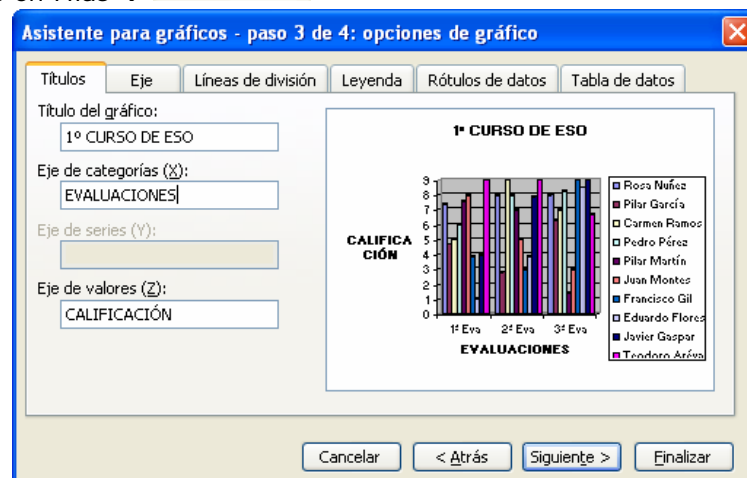 Asistente para gráficos - paso 3 de 4: opciones de gráfico
Títulos Eje Líneas de división Leyenda Rótulos de datos Tabla de datos
Título del gráfico:
1º CURSO DE ESO
Eje de categorías (X):
EVALUACIONES
Eje de series (Y):
Eje de valores (Z):
CALIFICACIÓN
1º CURSO DE ESO
CALIFICA
CIÓN
9
8
7
6
5
4
3
2
1
0
1ª Eva 2ª Eva 3ª Eva
EVALUACIONES
Rosa Nuñez
Pilar García
Carmen Ramos
Pedro Pérez
Pilar Martín
Juan Montes
Francisco Gil
Eduardo Flores
Javier Gaspar
Teodoro Aréva
Cancelar < Atrás Siguiente > Finalizar